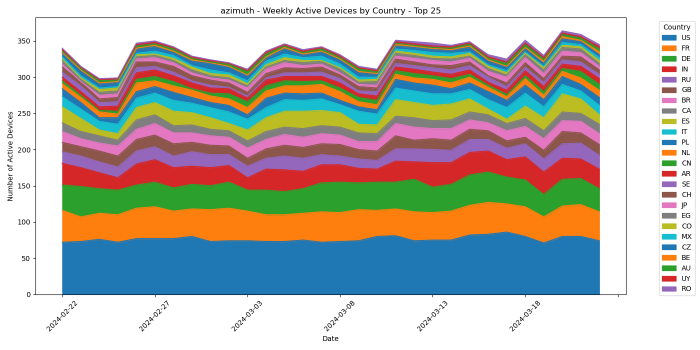 azimuth - Weekly Active Devices by Country - Top 25
Number of Active Devices
350
300
250
200
150
100
50
0
2024-02-22
2024-02-27
2024-03-03
2024-03-08
2024-03-13
2024-03-18
Date
Country
US
FR
DE
IN
RU
GB
BR
CA
ES
IT
PL
NL
CN
AR
SE
CH
JP
EG
CO
MX
CZ
BE
AU
UY
RO